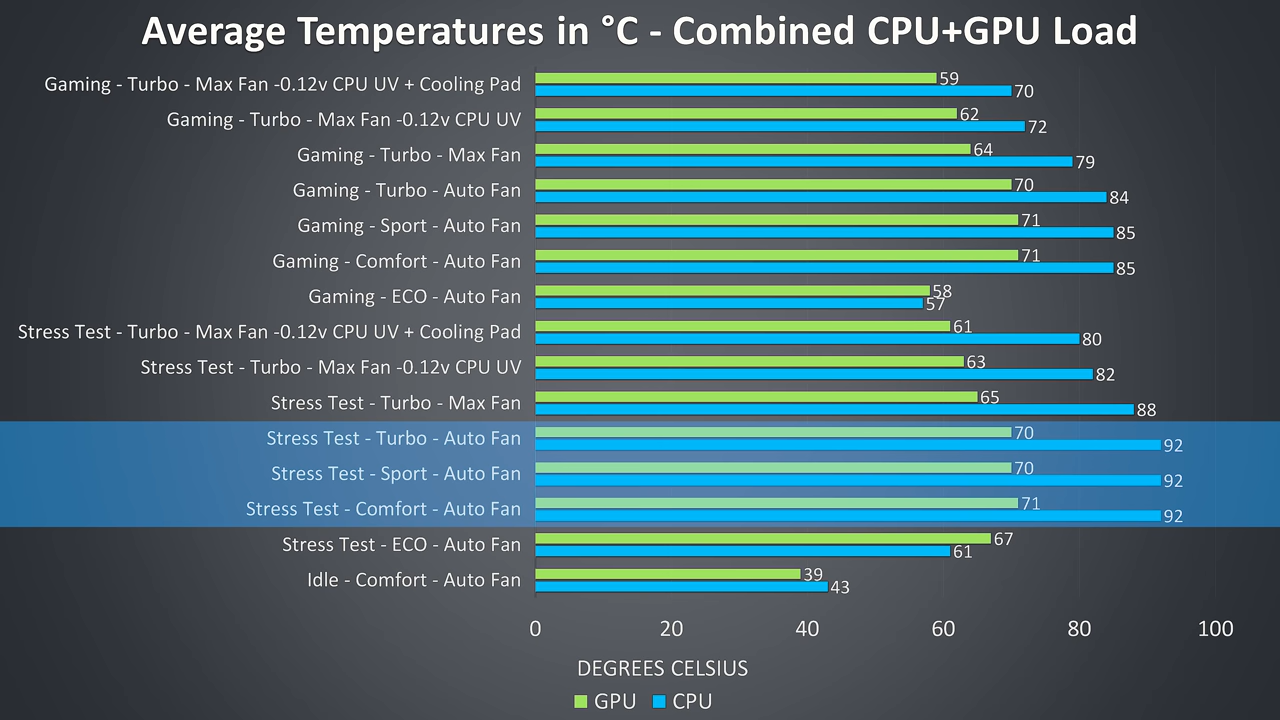 Average Temperatures in °C - Combined CPU+GPU Load
Gaming - Turbo - Max Fan -0.12v CPU UV + Cooling Pad
59
70
Gaming - Turbo - Max Fan -0.12v CPU UV
62
72
Gaming - Turbo - Max Fan
64
79
Gaming - Turbo - Auto Fan
70
84
Gaming - Sport - Auto Fan
71
85
Gaming - Comfort - Auto Fan
71
85
Gaming - ECO - Auto Fan
58
57
Stress Test - Turbo - Max Fan -0.12v CPU UV + Cooling Pad
61
80
Stress Test - Turbo - Max Fan -0.12v CPU UV
63
82
Stress Test - Turbo - Max Fan
65
88
Stress Test - Turbo - Auto Fan
70
92
Stress Test - Sport - Auto Fan
70
92
Stress Test - Comfort - Auto Fan
71
92
Stress Test - ECO - Auto Fan
67
61
Idle - Comfort - Auto Fan
39
43
0 20 40 60 80 100
DEGREES CELSIUS
GPU CPU